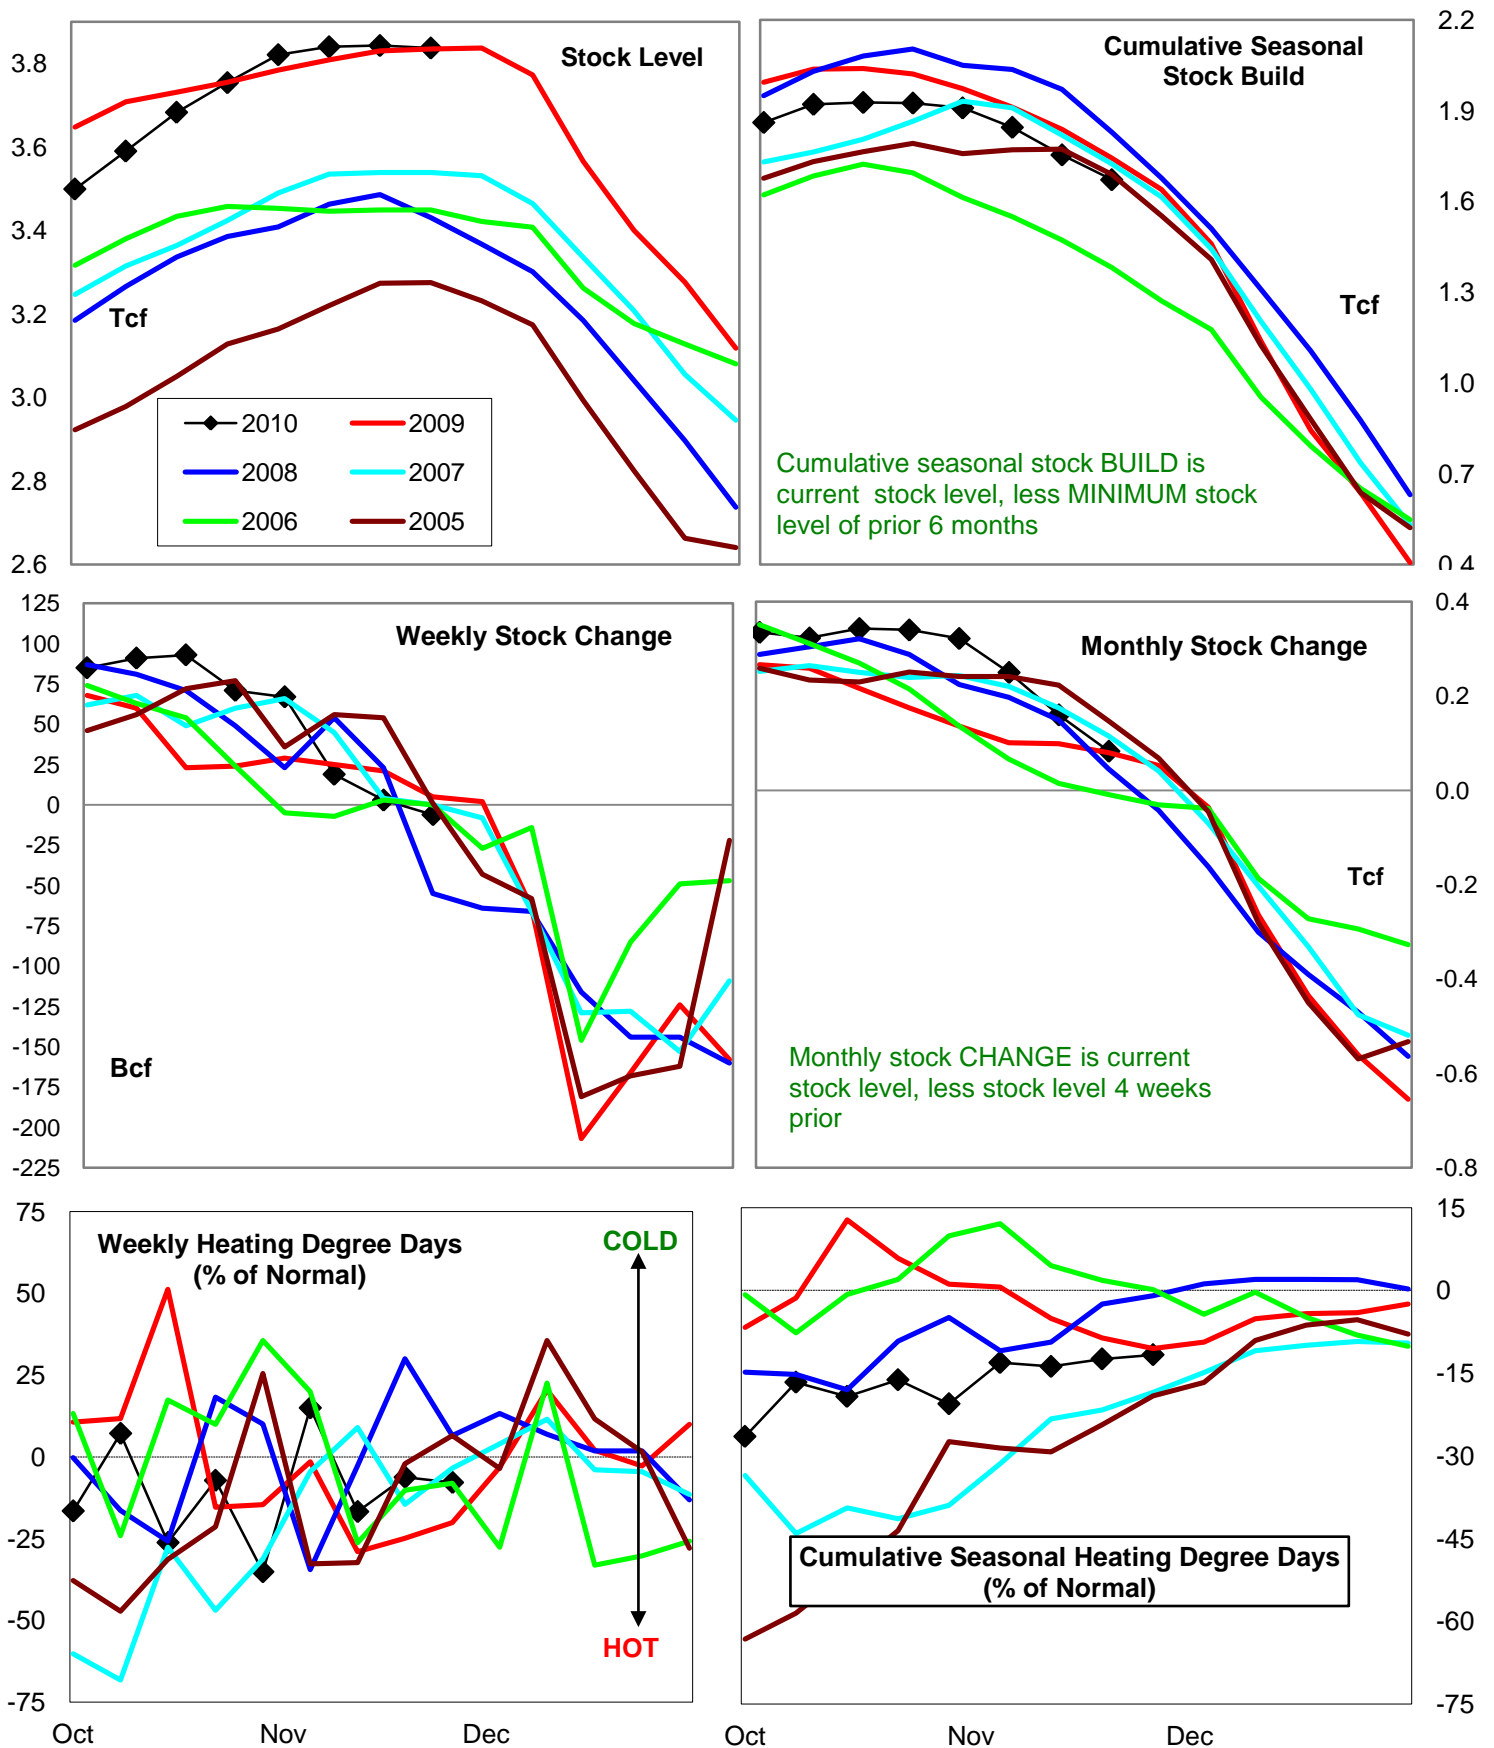 Stock Level
3.8
3.6
3.4
3.2
3.0
2.8
2.6
Tcf
2010
2009
2008
2007
2006
2005
Cumulative Seasonal
Stock Build
2.2
1.9
1.6
1.3
1.0
0.7
0.4
Tcf
Cumulative seasonal stock BUILD is
current stock level, less MINIMUM stock
level of prior 6 months
Weekly Stock Change
125
100
75
50
25
0
-25
-50
-75
-100
-125
-150
-175
-200
-225
Bcf
Monthly Stock Change
0.4
0.2
0.0
-0.2
-0.4
-0.6
-0.8
Tcf
Monthly stock CHANGE is current
stock level, less stock level 4 weeks
prior
Weekly Heating Degree Days
(% of Normal)
75
50
25
0
-25
-50
-75
COLD
HOT
Oct
Nov
Dec
15
0
-15
-30
-45
-60
-75
Cumulative Seasonal Heating Degree Days
(% of Normal)
Oct
Nov
Dec